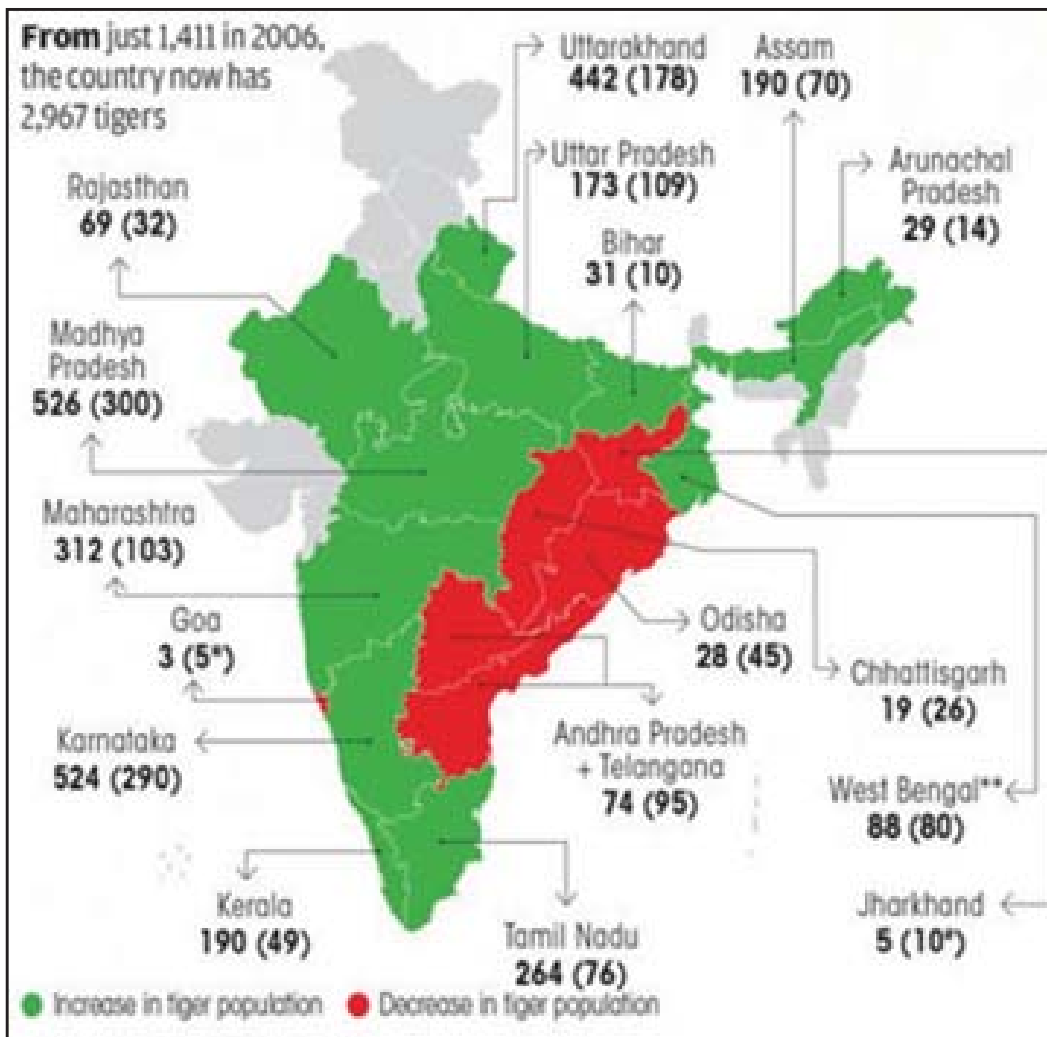 From just 1,411 in 2006,
the country now has
2,967 tigers
Uttarakhand
442 (178)
Assam
190 (70)
Uttar Pradesh
173 (109)
Arunachal
Pradesh
29 (14)
Rajasthan
69 (32)
Bihar
31 (10)
Madhya
Pradesh
526 (300)
Maharashtra
312 (103)
Goa
3 (5*)
Odisha
28 (45)
Chhattisgarh
19 (26)
Karnataka
524 (290)
Andhra Pradesh
+ Telangana
74 (95)
West Bengal**
88 (80)
Kerala
190 (49)
Tamil Nadu
264 (76)
Jharkhand
5 (10#)
Increase in tiger population
Decrease in tiger population